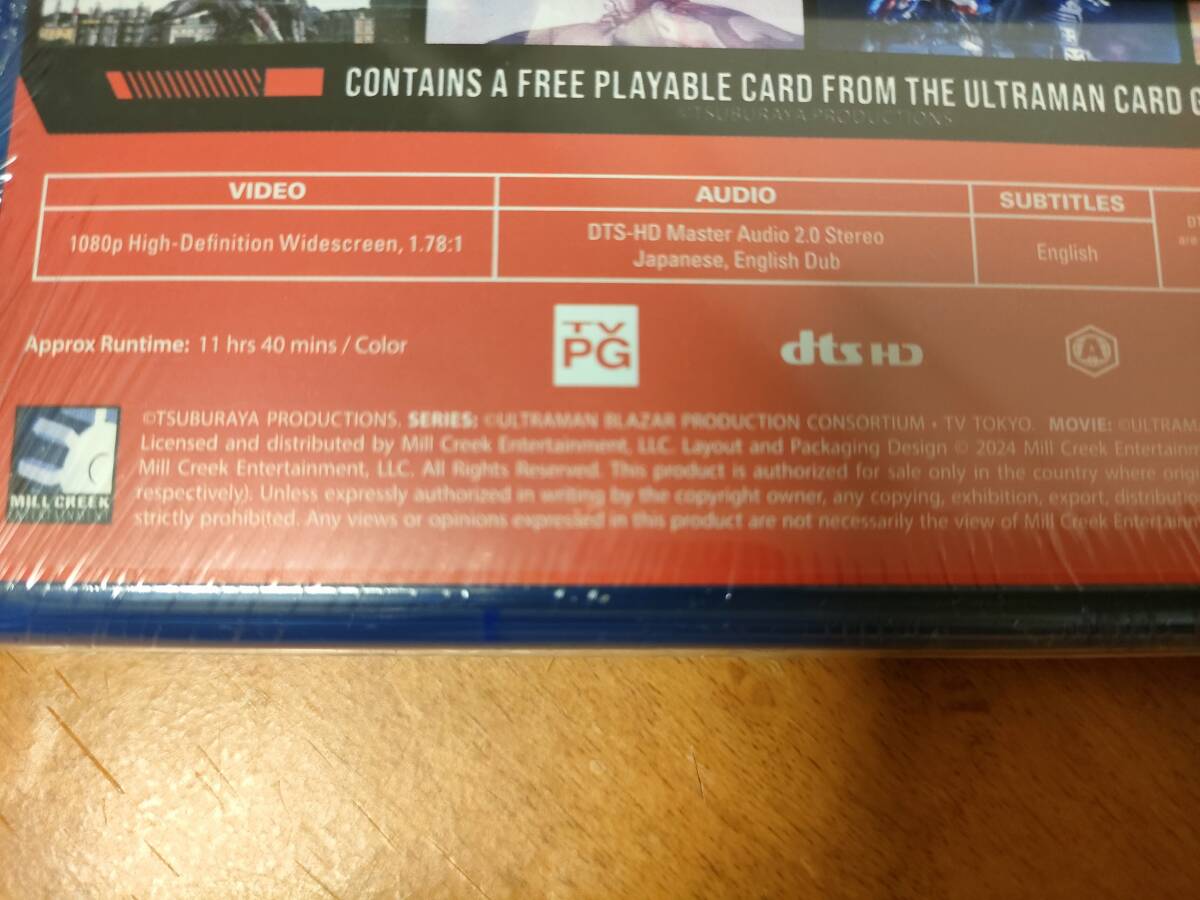 CONTAINS A FREE PLAYABLE CARD FROM THE ULTRAMAN CARD G
©TSUBURAYA PRODUCTIONS
VIDEO
AUDIO
SUBTITLES
1080p High-Definition Widescreen, 1.78:1
DTS-HD Master Audio 2.0 Stereo
Japanese, English Dub
English
are
Approx Runtime: 11 hrs 40 mins / Color
TV
PG
dts HD
A
©TSUBURAYA PRODUCTIONS. SERIES: ©ULTRAMAN BLAZAR PRODUCTION CONSORTIUM • TV TOKYO. MOVIE: ©ULTRAM
Licensed and distributed by Mill Creek Entertainment, LLC. Layout and Packaging Design © 2024 Mill Creek Entertainm
Mill Creek Entertainment, LLC. All Rights Reserved. This product is authorized for sale only in the country where orig
respectively). Unless expressly authorized in writing by the copyright owner, any copying, exhibition, export, distributi
strictly prohibited. Any views or opinions expressed in this product are not necessarily the view of Mill Creek Entertainm
MILL CREEK